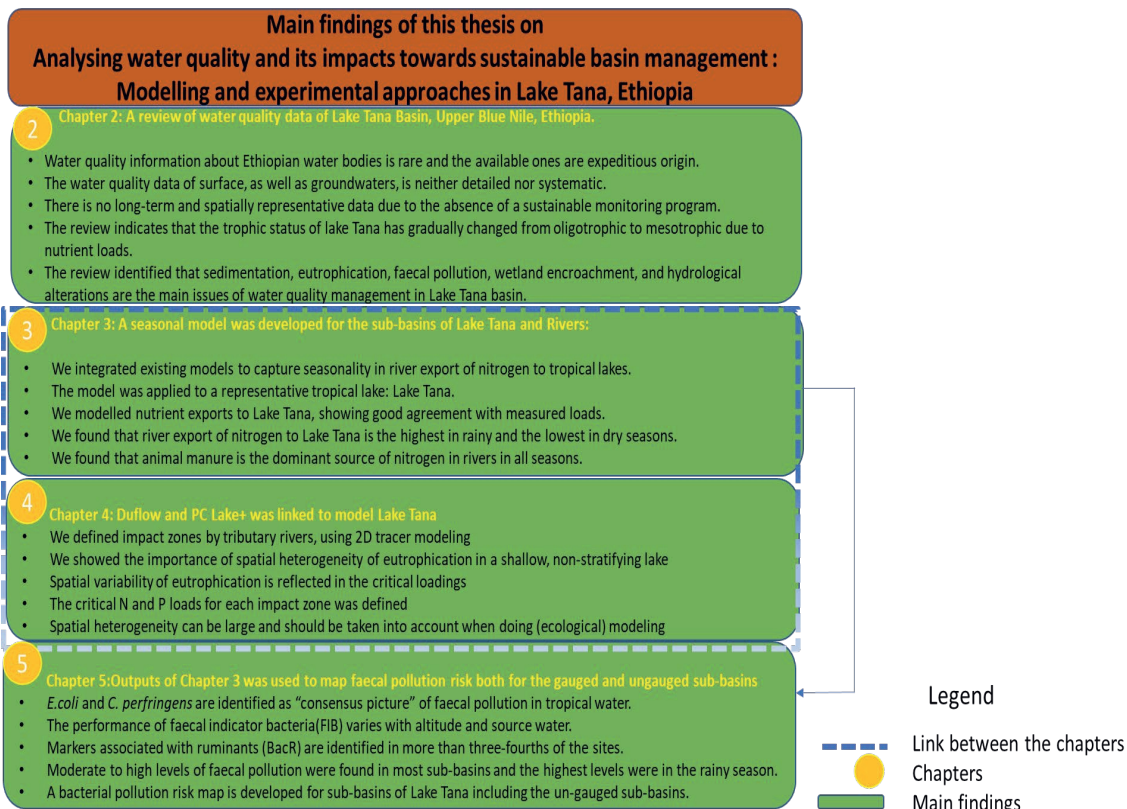 Main findings of this thesis on
Analysing water quality and its impacts towards sustainable basin management :
Modelling and experimental approaches in Lake Tana, Ethiopia
2
Chapter 2: A review of water quality data of Lake Tana Basin, Upper Blue Nile, Ethiopia.
• Water quality information about Ethiopian water bodies is rare and the available ones are expeditious origin.
• The water quality data of surface, as well as groundwaters, is neither detailed nor systematic.
• There is no long-term and spatially representative data due to the absence of a sustainable monitoring program.
• The review indicates that the trophic status of lake Tana has gradually changed from oligotrophic to mesotrophic due to
nutrient loads.
• The review identified that sedimentation, eutrophication, faecal pollution, wetland encroachment, and hydrological
alterations are the main issues of water quality management in Lake Tana basin.
3
Chapter 3: A seasonal model was developed for the sub-basins of Lake Tana and Rivers:
• We integrated existing models to capture seasonality in river export of nitrogen to tropical lakes.
• The model was applied to a representative tropical lake: Lake Tana.
• We modelled nutrient exports to Lake Tana, showing good agreement with measured loads.
• We found that river export of nitrogen to Lake Tana is the highest in rainy and the lowest in dry seasons.
• We found that animal manure is the dominant source of nitrogen in rivers in all seasons.
4
Chapter 4: Duflow and PC Lake+ was linked to model Lake Tana
• We defined impact zones by tributary rivers, using 2D tracer modeling
• We showed the importance of spatial heterogeneity of eutrophication in a shallow, non-stratifying lake
• Spatial variability of eutrophication is reflected in the critical loadings
• The critical N and P loads for each impact zone was defined
• Spatial heterogeneity can be large and should be taken into account when doing (ecological) modeling
5
Chapter 5:Outputs of Chapter 3 was used to map faecal pollution risk both for the gauged and ungauged sub-basins
• E.coli and C. perfringens are identified as “consensus picture” of faecal pollution in tropical water.
• The performance of faecal indicator bacteria(FIB) varies with altitude and source water.
• Markers associated with ruminants (BacR) are identified in more than three-fourths of the sites.
• Moderate to high levels of faecal pollution were found in most sub-basins and the highest levels were in the rainy season.
• A bacterial pollution risk map is developed for sub-basins of Lake Tana including the un-gauged sub-basins.
Legend
Link between the chapters
Chapters
Main findings